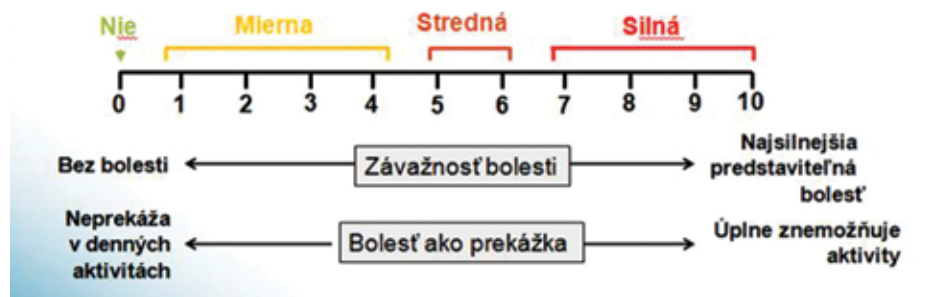 Nie Mierna Stredná Silná
0 1 2 3 4 5 6 7 8 9 10
Bez bolesti
Závažnosť bolesti
Najsilnejšia
predstaviteľná
bolesť
Neprekáža
v denných
aktivitách
Bolesť ako prekážka
Úplne znemožňuje
aktivity